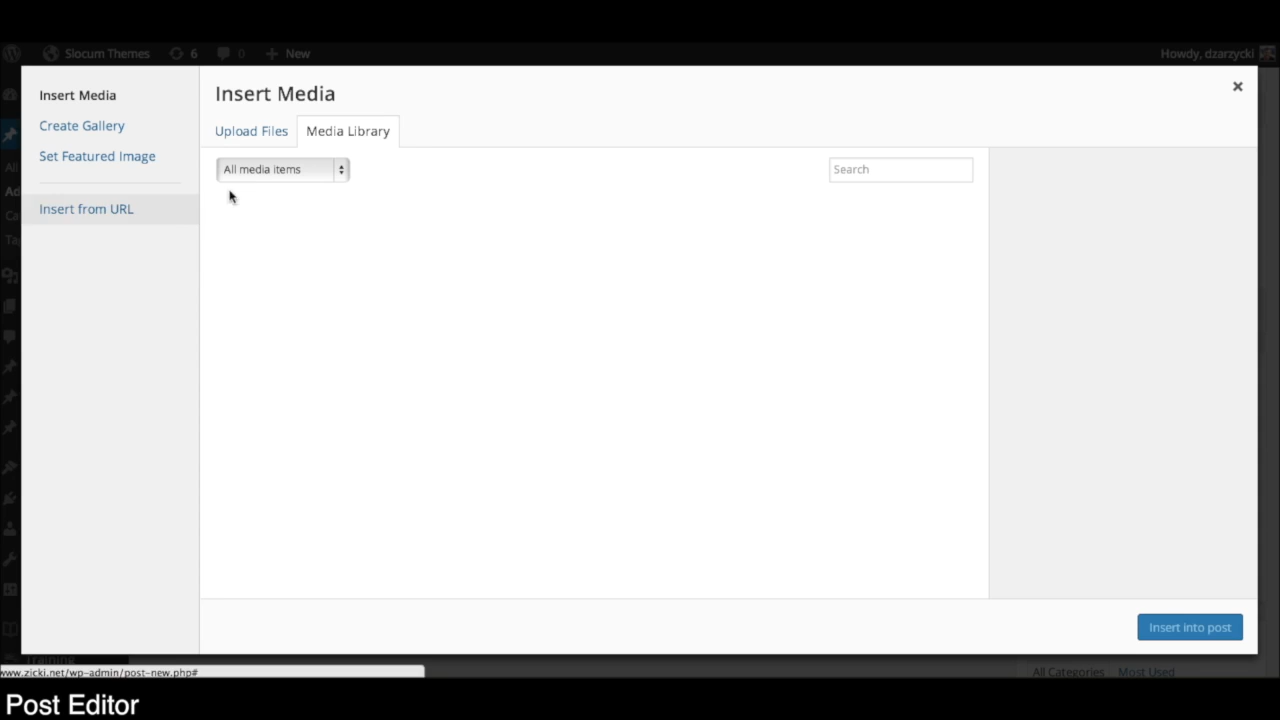 Slocum Themes 6 0 New Howdy, dzarzycki
Insert Media
Create Gallery
Set Featured Image
Insert from URL
Insert Media
Upload Files Media Library
All media items Search
Insert into post
Training
www.zicki.net/wp-admin/post-new.php#
All Categories Most Used
Post Editor